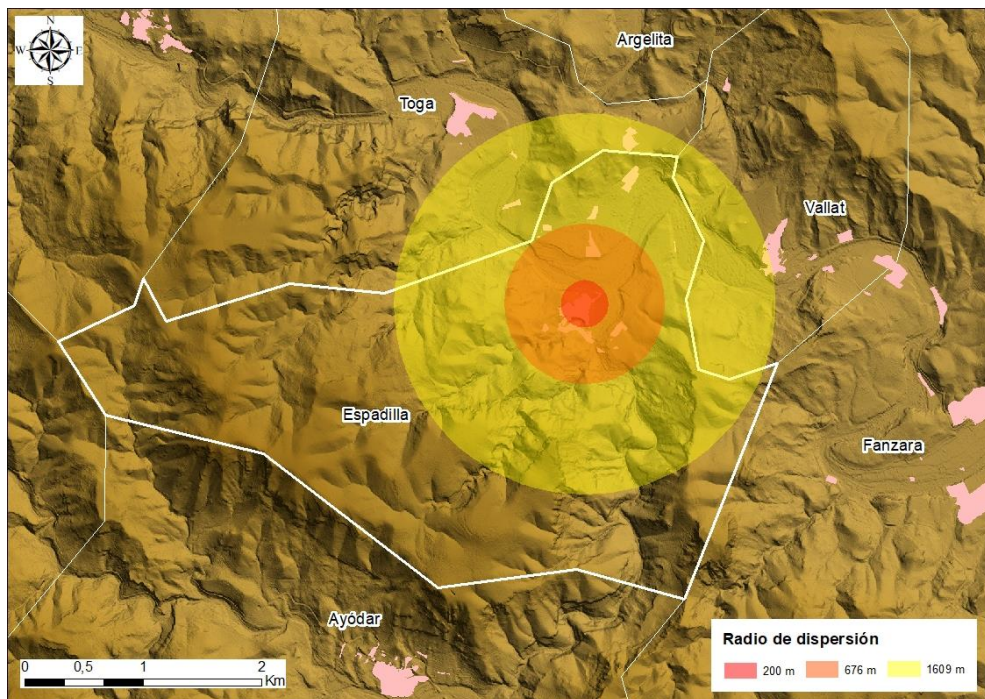 N
W E
S
Argelita
Toga
Vallat
Espadilla
Fanzara
Ayódar
0 0,5 1 2
Km
Radio de dispersión
200 m 676 m 1609 m